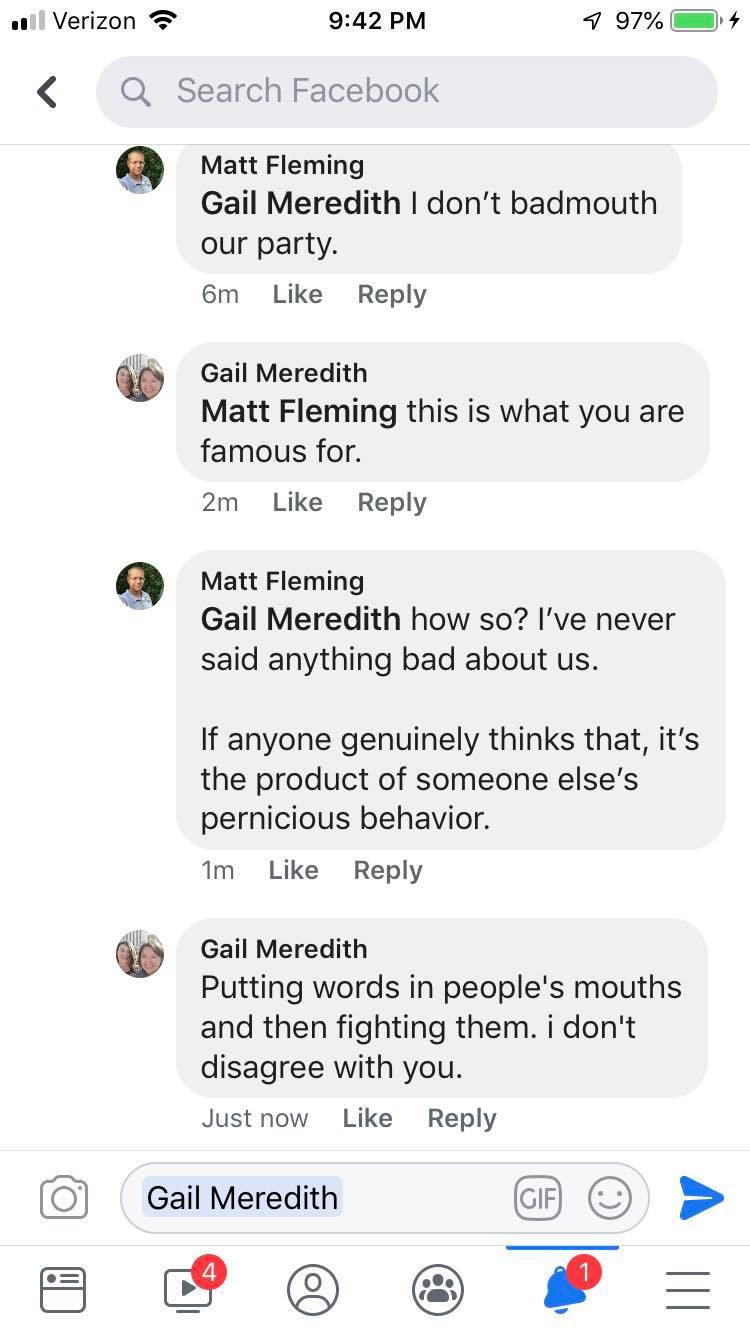 Verizon 9:42 PM 97%
Search Facebook
Matt Fleming
Gail Meredith I don’t badmouth
our party.
6m Like Reply
Gail Meredith
Matt Fleming this is what you are
famous for.
2m Like Reply
Matt Fleming
Gail Meredith how so? I’ve never
said anything bad about us.
If anyone genuinely thinks that, it’s
the product of someone else’s
pernicious behavior.
1m Like Reply
Gail Meredith
Putting words in people's mouths
and then fighting them. i don't
disagree with you.
Just now Like Reply
Gail Meredith GIF
4 1